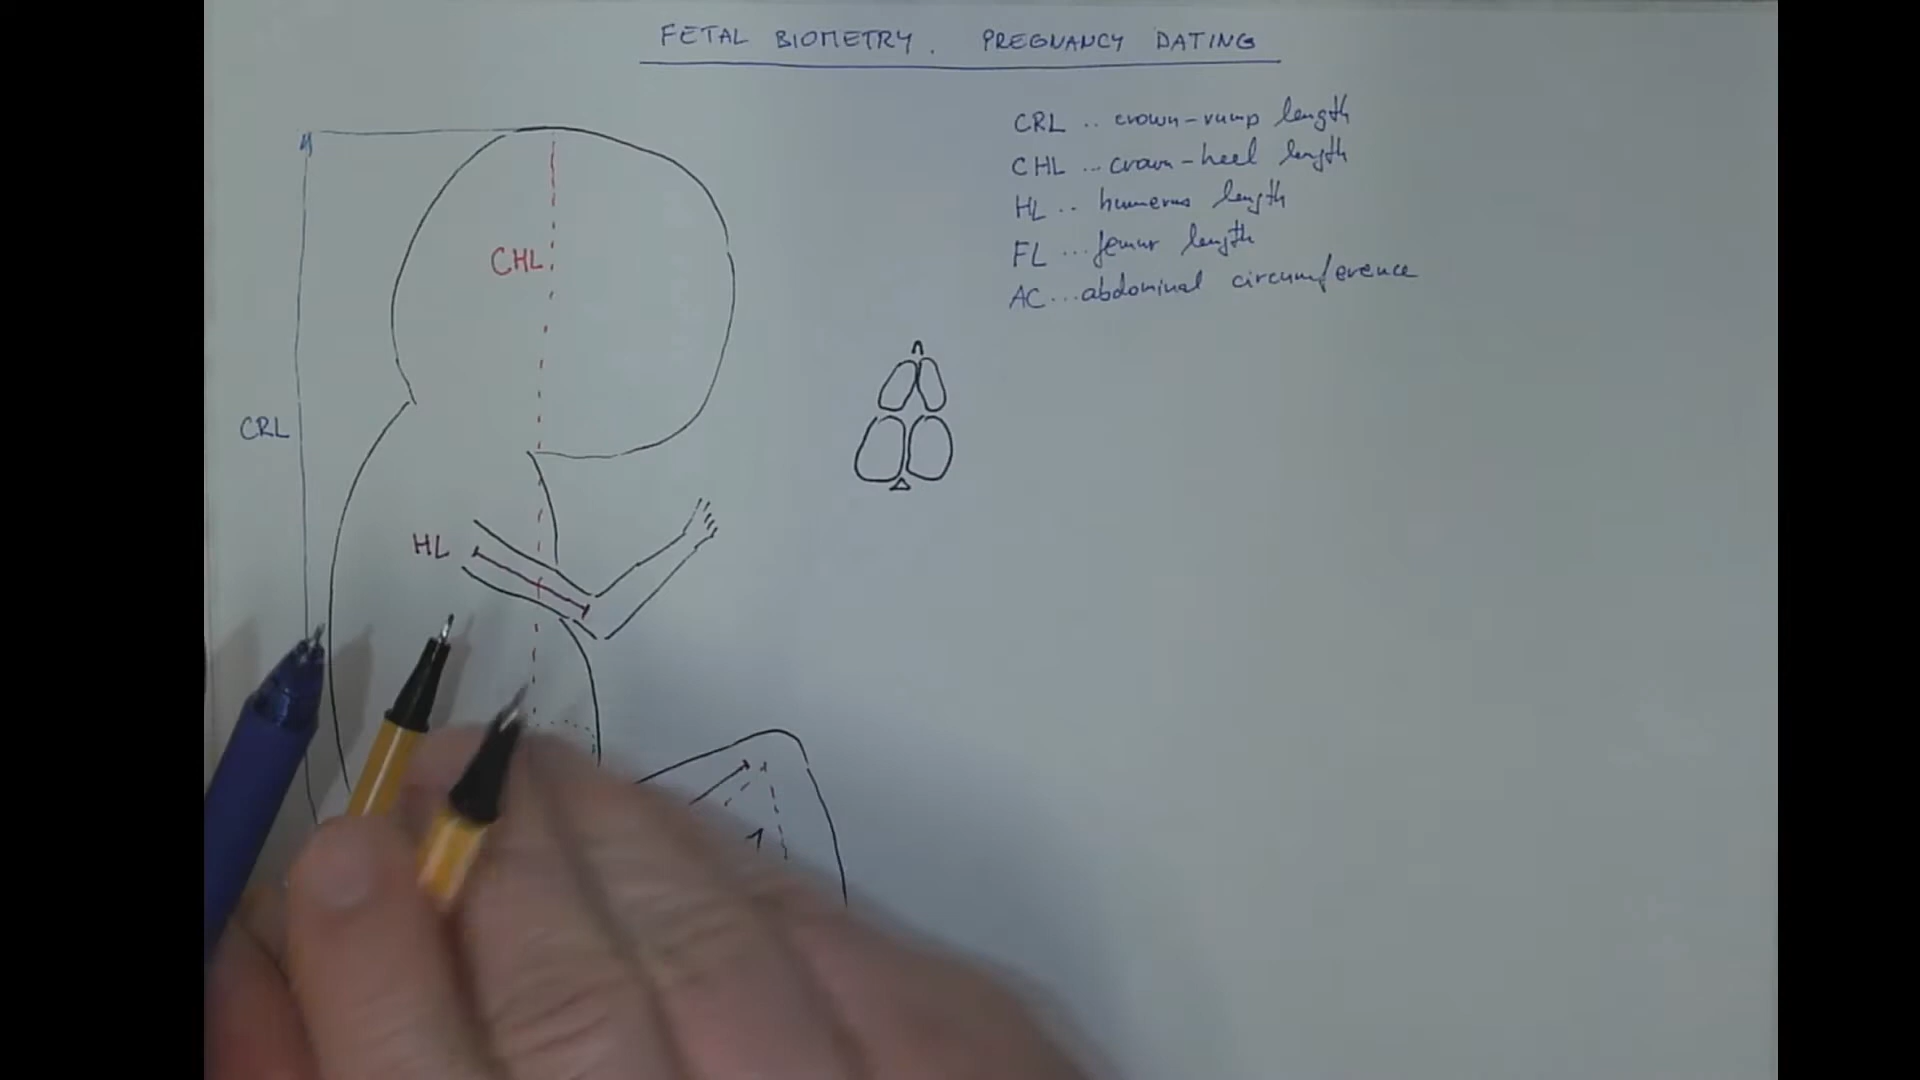 FETAL BIOMETRY. PREGNANCY DATING
CRL .. crown-rump length
CHL ... crown-heel length
HL .. humerus length
FL ... femur length
AC ... abdominal circumference
CHL
CRL
HL